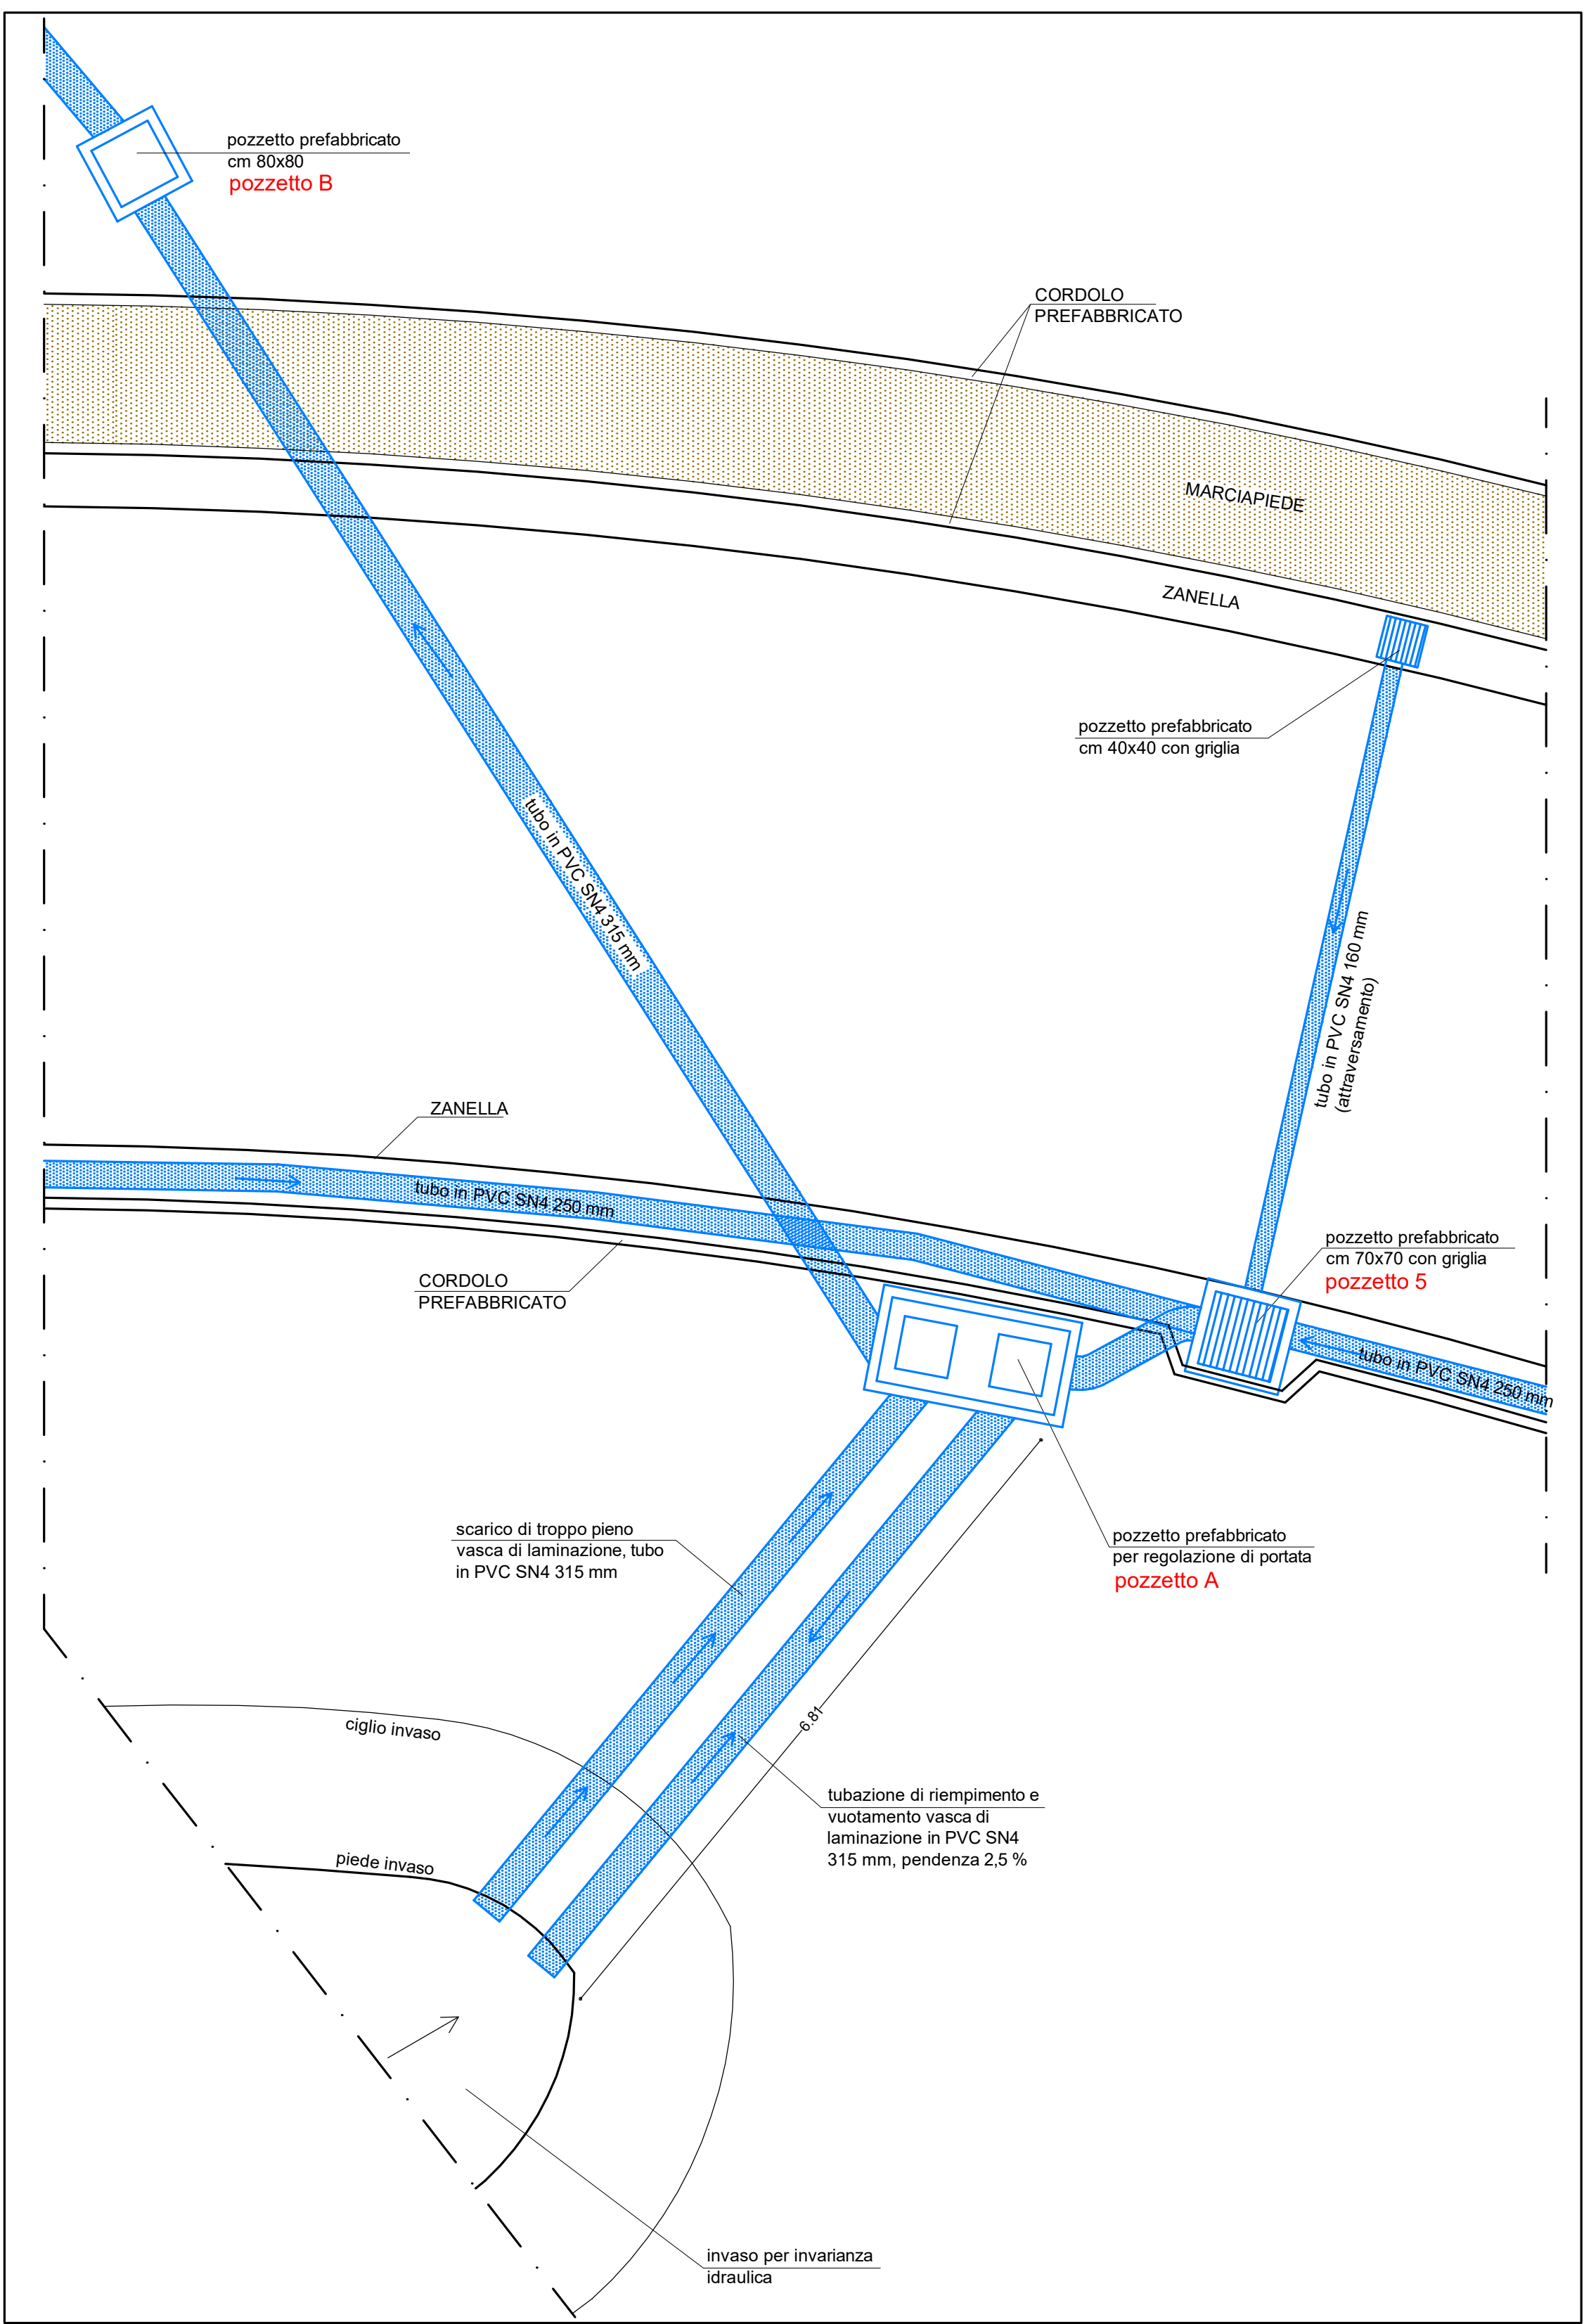 pozzetto prefabbricato
cm 80x80
pozzetto B
CORDOLO
PREFABBRICATO
MARCIAPIEDE
ZANELLA
pozzetto prefabbricato
cm 40x40 con griglia
tubo in PVC SN4 315 mm
tubo in PVC SN4 160 mm
(attraversamento)
ZANELLA
tubo in PVC SN4 250 mm
pozzetto prefabbricato
cm 70x70 con griglia
pozzetto 5
CORDOLO
PREFABBRICATO
tubo in PVC SN4 250 mm
scarico di troppo pieno
vasca di laminazione, tubo
in PVC SN4 315 mm
pozzetto prefabbricato
per regolazione di portata
pozzetto A
6.81
ciglio invaso
tubazione di riempimento e
vuotamento vasca di
laminazione in PVC SN4
315 mm, pendenza 2,5 %
piede invaso
invaso per invarianza
idraulica